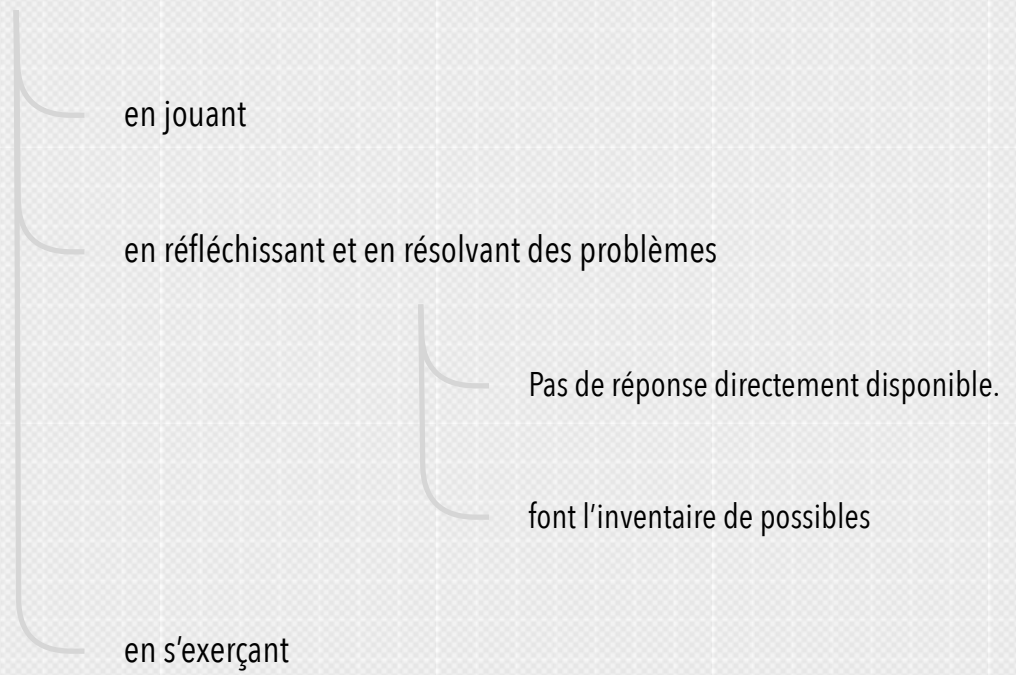 en jouant
en réfléchissant et en résolvant des problèmes
Pas de réponse directement disponible.
font l'inventaire de possibles
en s'exerçant